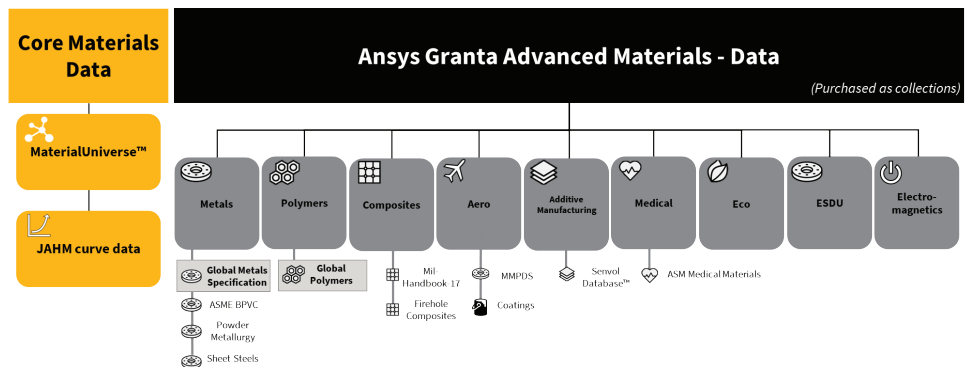 Core Materials
Data
Ansys Granta Advanced Materials - Data
(Purchased as collections)
MaterialUniverse™
JAHM curve data
Metals
Polymers
Composites
Aero
Additive
Manufacturing
Medical
Eco
ESDU
Electro-
magnetics
Global Metals
Specification
ASME BPVC
Powder
Metallurgy
Sheet Steels
Global
Polymers
Mil-
Handbook-17
Firehole
Composites
MMPDS
Coatings
Senvol
Database™
ASM Medical Materials